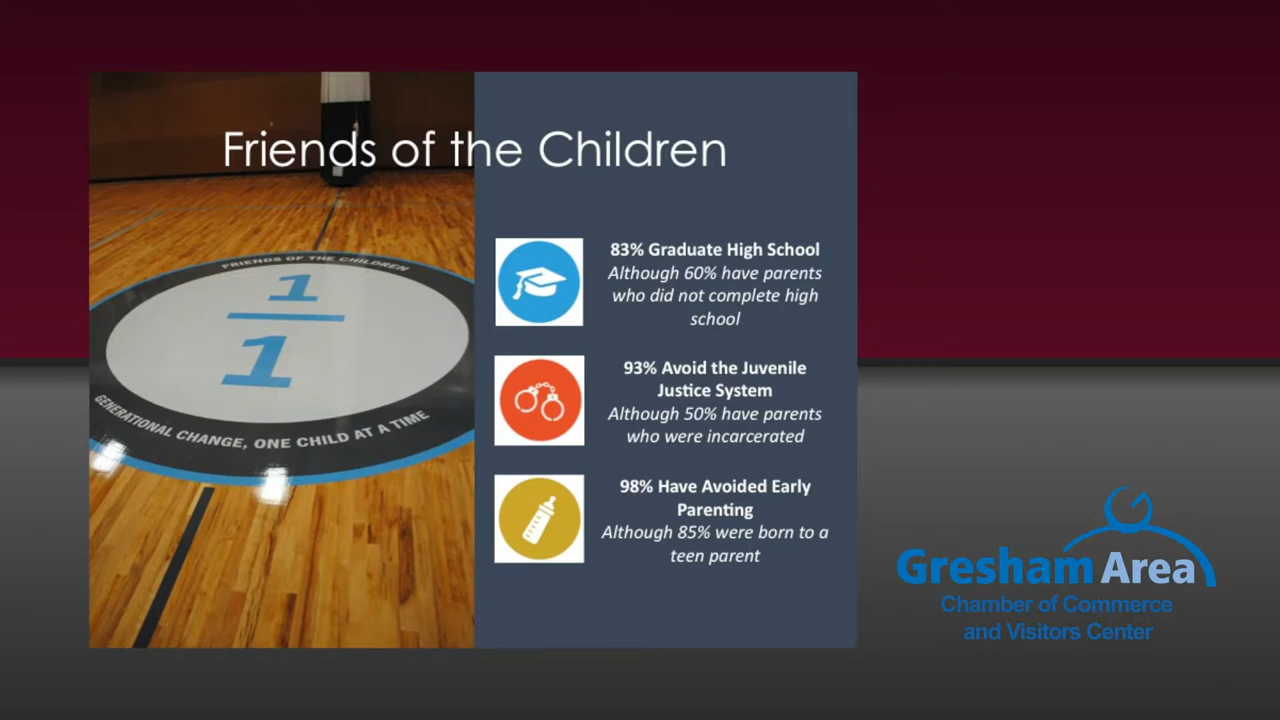 Friends of the Children
FRIENDS OF THE CHILDREN
1
1
GENERATIONAL CHANGE, ONE CHILD AT A TIME
83% Graduate High School
Although 60% have parents
who did not complete high
school
93% Avoid the Juvenile
Justice System
Although 50% have parents
who were incarcerated
98% Have Avoided Early
Parenting
Although 85% were born to a
teen parent
Gresham Area
Chamber of Commerce
and Visitors Center